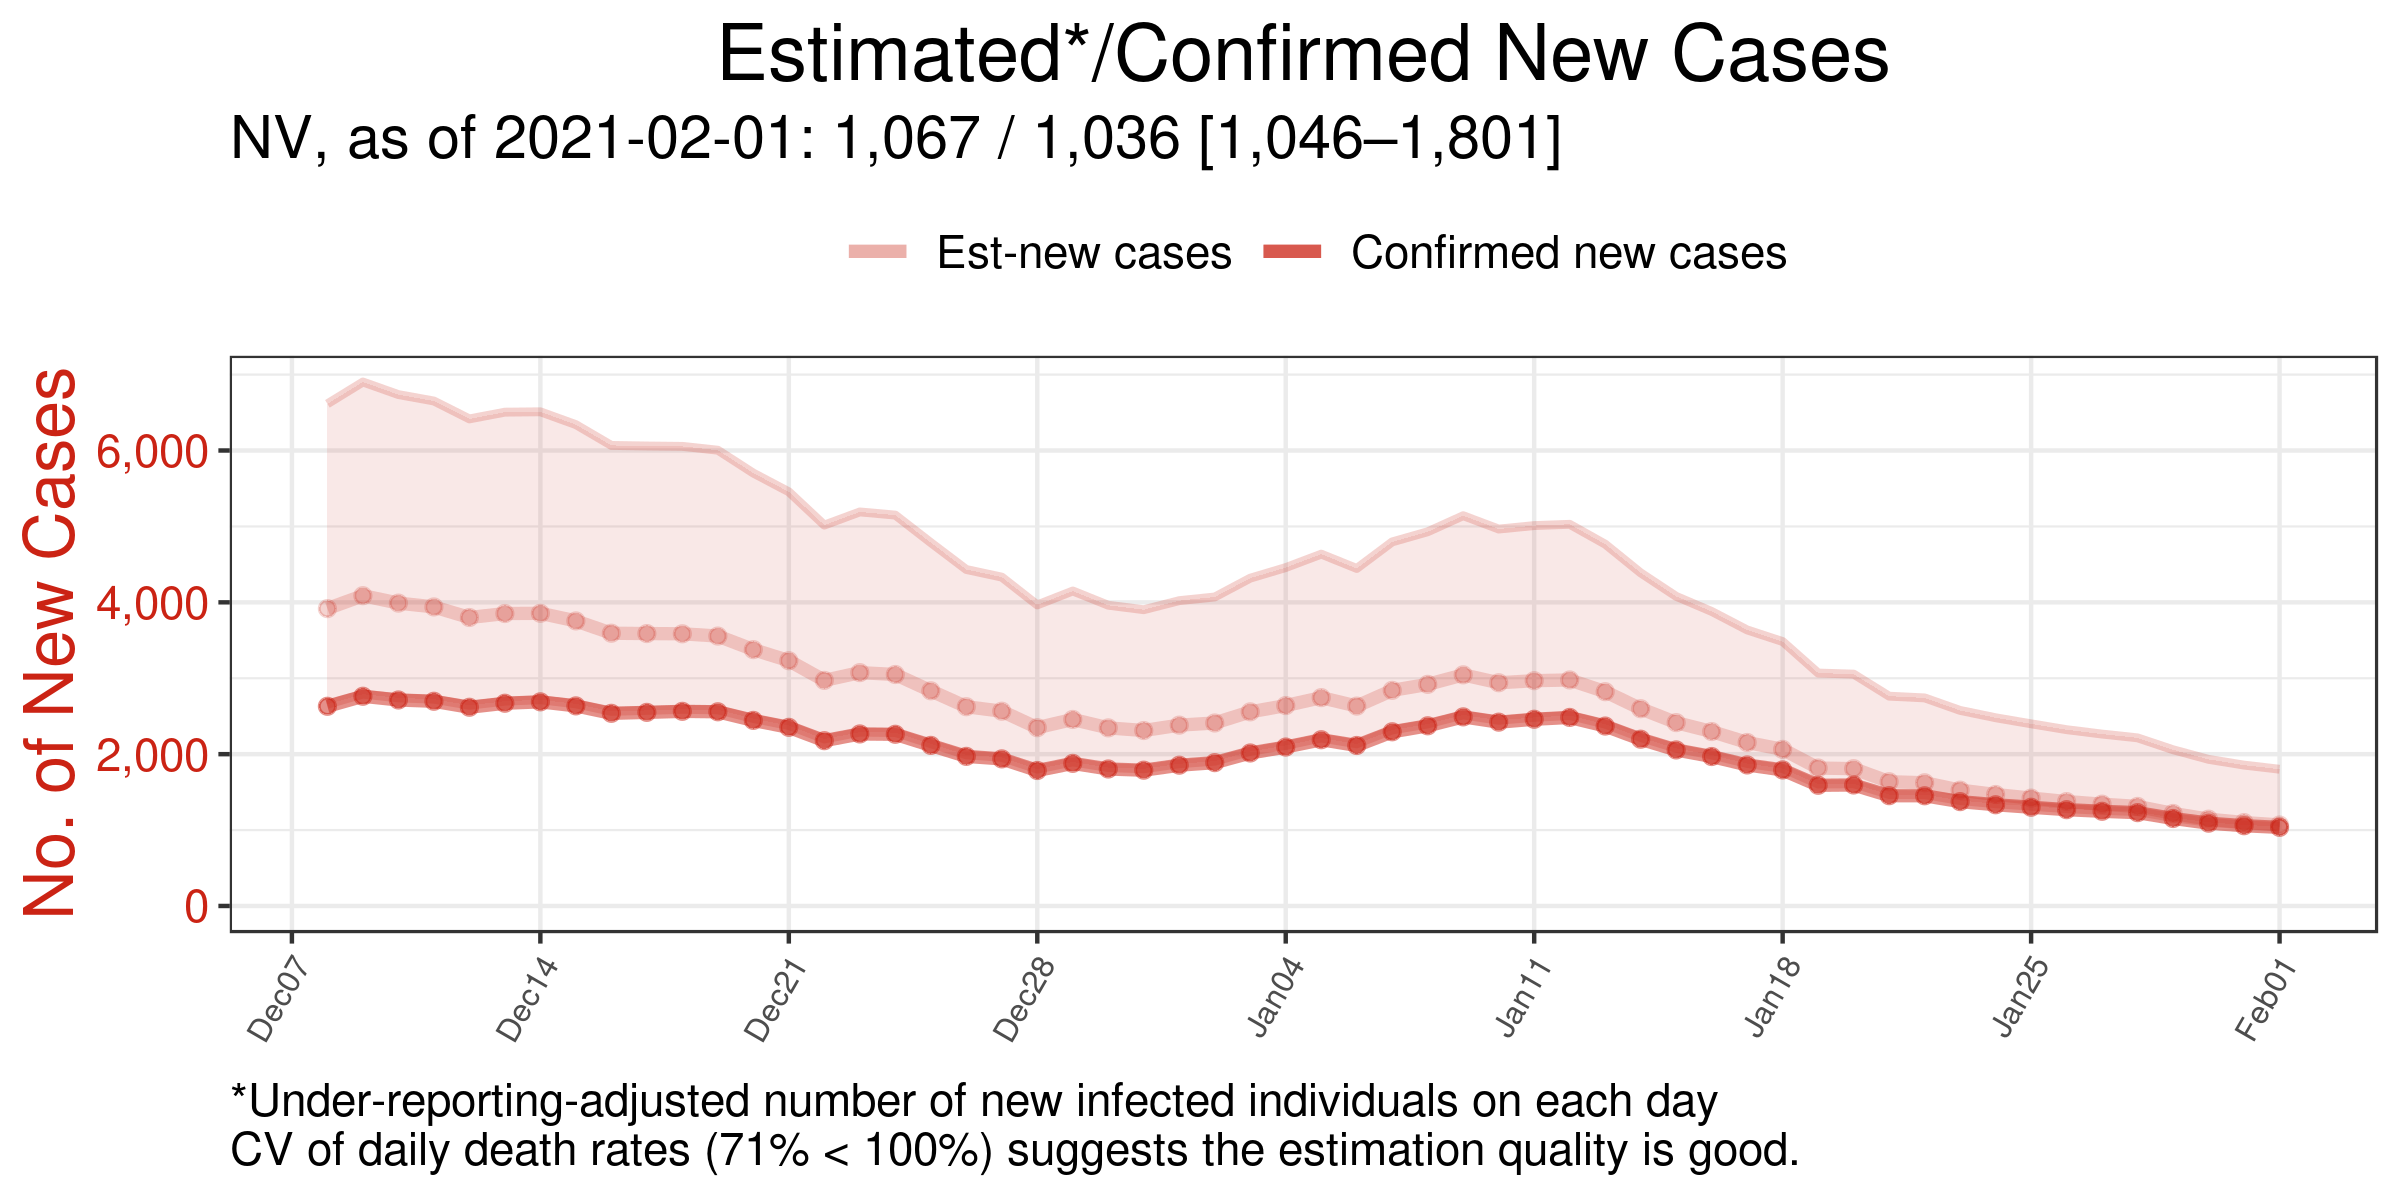 Estimated*/Confirmed New Cases
NV, as of 2021-02-01: 1,067 / 1,036 [1,046–1,801]
Est-new cases
Confirmed new cases
No. of New Cases
6,000
4,000
2,000
0
Dec07
Dec14
Dec21
Dec28
Jan04
Jan11
Jan18
Jan25
Feb01
*Under-reporting-adjusted number of new infected individuals on each day
CV of daily death rates (71% < 100%) suggests the estimation quality is good.